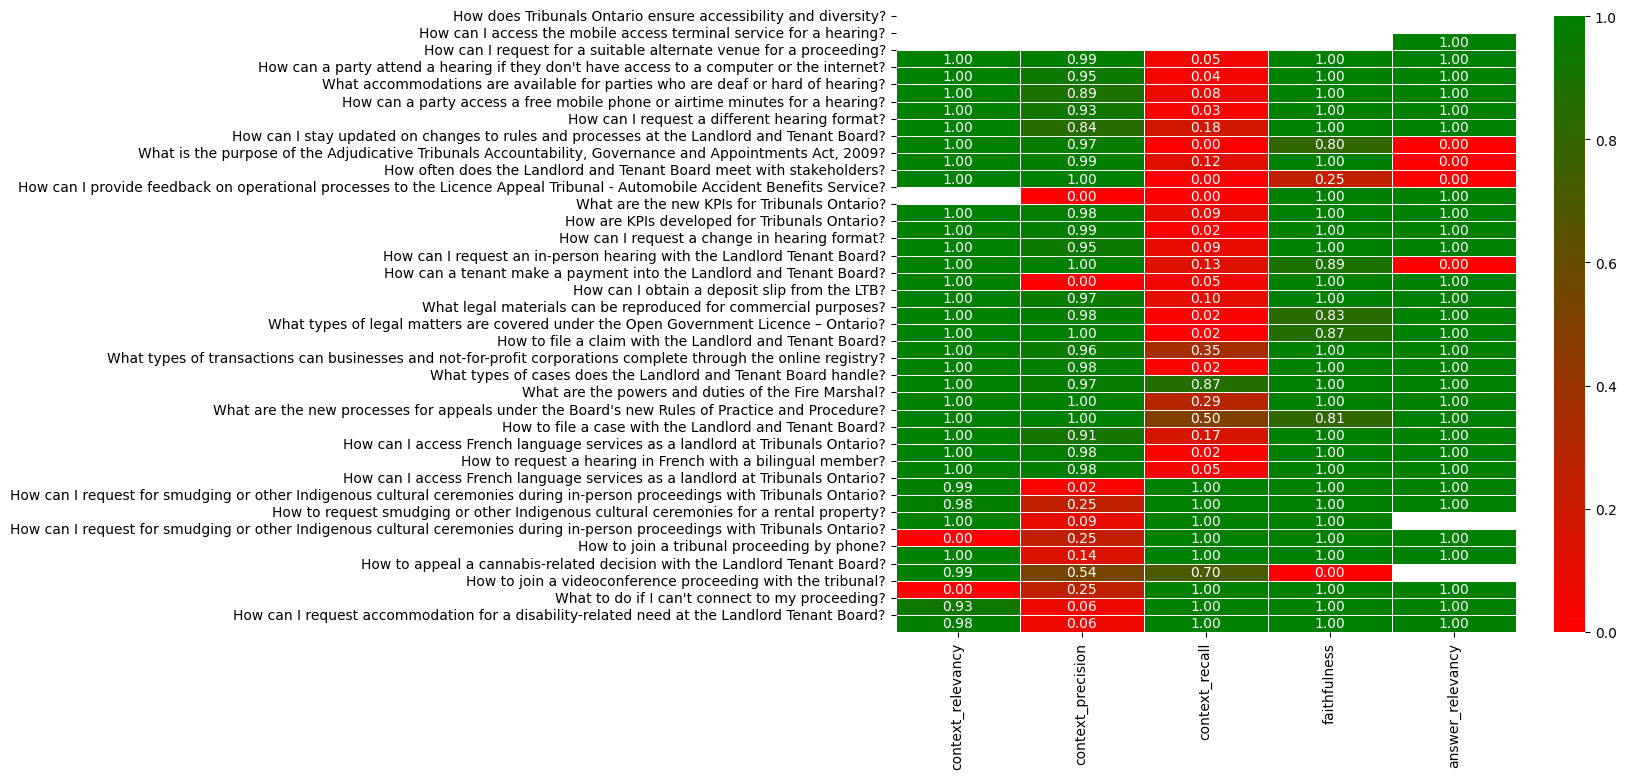 How does Tribunals Ontario ensure accessibility and diversity?
How can I access the mobile access terminal service for a hearing?
How can I request for a suitable alternate venue for a proceeding?
How can a party attend a hearing if they don't have access to a computer or the internet?
What accommodations are available for parties who are deaf or hard of hearing?
How can a party access a free mobile phone or airtime minutes for a hearing?
How can I request a different hearing format?
How can I stay updated on changes to rules and processes at the Landlord and Tenant Board?
What is the purpose of the Adjudicative Tribunals Accountability, Governance and Appointments Act, 2009?
How often does the Landlord and Tenant Board meet with stakeholders?
How can I provide feedback on operational processes to the Licence Appeal Tribunal - Automobile Accident Benefits Service?
What are the new KPIs for Tribunals Ontario?
How are KPIs developed for Tribunals Ontario?
How can I request a change in hearing format?
How can I request an in-person hearing with the Landlord Tenant Board?
How can a tenant make a payment into the Landlord and Tenant Board?
How can I obtain a deposit slip from the LTB?
What legal materials can be reproduced for commercial purposes?
What types of legal matters are covered under the Open Government Licence – Ontario?
How to file a claim with the Landlord and Tenant Board?
What types of transactions can businesses and not-for-profit corporations complete through the online registry?
What types of cases does the Landlord and Tenant Board handle?
What are the powers and duties of the Fire Marshal?
What are the new processes for appeals under the Board's new Rules of Practice and Procedure?
How to file a case with the Landlord and Tenant Board?
How can I access French language services as a landlord at Tribunals Ontario?
How to request a hearing in French with a bilingual member?
How can I access French language services as a landlord at Tribunals Ontario?
How can I request for smudging or other Indigenous cultural ceremonies during in-person proceedings with Tribunals Ontario?
How to request smudging or other Indigenous cultural ceremonies for a rental property?
How can I request for smudging or other Indigenous cultural ceremonies during in-person proceedings with Tribunals Ontario?
How to join a tribunal proceeding by phone?
How to appeal a cannabis-related decision with the Landlord Tenant Board?
How to join a videoconference proceeding with the tribunal?
What to do if I can't connect to my proceeding?
How can I request accommodation for a disability-related need at the Landlord Tenant Board?
1.00
1.00 0.99 0.05 1.00 1.00
1.00 0.95 0.04 1.00 1.00
1.00 0.89 0.08 1.00 1.00
1.00 0.93 0.03 1.00 1.00
1.00 0.84 0.18 1.00 1.00
1.00 0.97 0.00 0.80 0.00
1.00 0.99 0.12 1.00 0.00
1.00 1.00 0.00 0.25 0.00
0.00 0.00 1.00 1.00
1.00 0.98 0.09 1.00 1.00
1.00 0.99 0.02 1.00 1.00
1.00 0.95 0.09 1.00 1.00
1.00 1.00 0.13 0.89 0.00
1.00 0.00 0.05 1.00 1.00
1.00 0.97 0.10 1.00 1.00
1.00 0.98 0.02 0.83 1.00
1.00 1.00 0.02 0.87 1.00
1.00 0.96 0.35 1.00 1.00
1.00 0.98 0.02 1.00 1.00
1.00 0.97 0.87 1.00 1.00
1.00 1.00 0.29 1.00 1.00
1.00 1.00 0.50 0.81 1.00
1.00 0.91 0.17 1.00 1.00
1.00 0.98 0.02 1.00 1.00
1.00 0.98 0.05 1.00 1.00
0.99 0.02 1.00 1.00 1.00
0.98 0.25 1.00 1.00 1.00
1.00 0.09 1.00 1.00
0.00 0.25 1.00 1.00 1.00
1.00 0.14 1.00 1.00 1.00
0.99 0.54 0.70 0.00
0.00 0.25 1.00 1.00 1.00
0.93 0.06 1.00 1.00 1.00
0.98 0.06 1.00 1.00 1.00
context_relevancy
context_precision
context_recall
faithfulness
answer_relevancy
1.0
0.8
0.6
0.4
0.2
0.0